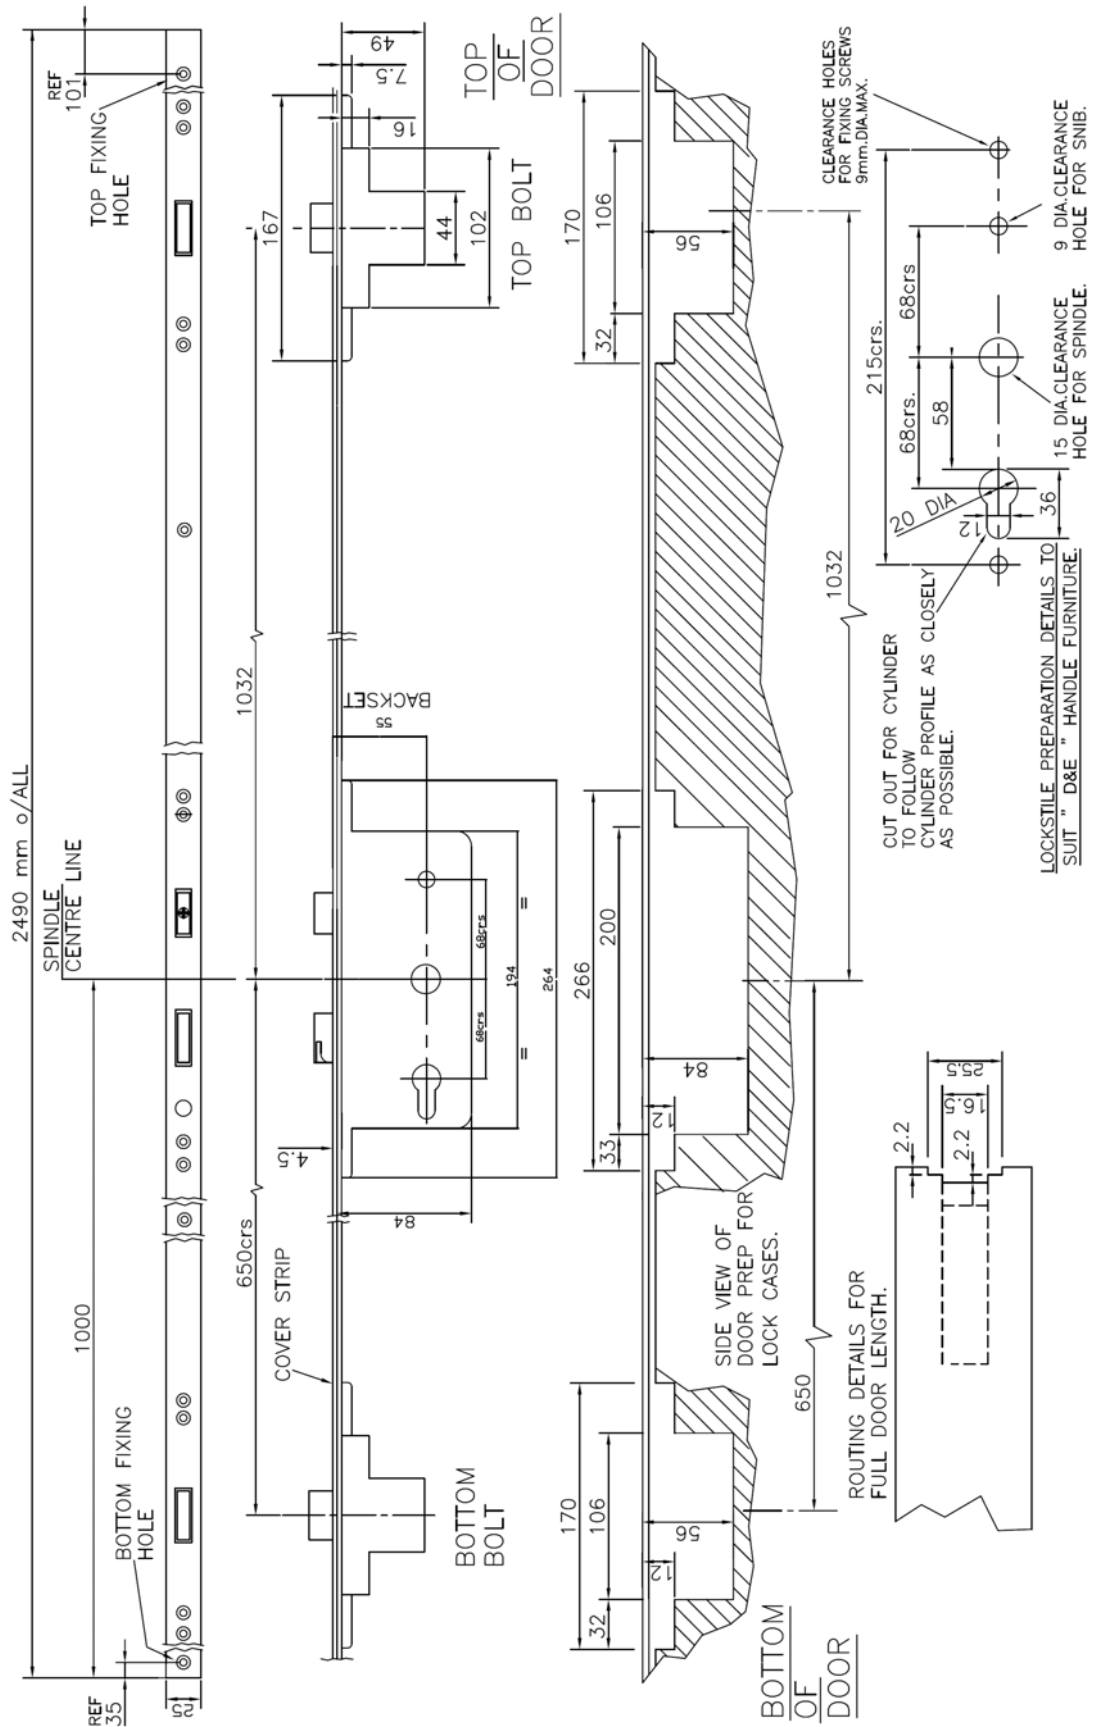 2490 mm o/ALL
REF
101
TOP FIXING
HOLE
SPINDLE
CENTRE LINE
1000
BOTTOM FIXING
HOLE
REF
35
25
1032
650crs
167
49
7.5
16
44
102
TOP BOLT
TOP
OF
DOOR
55
BACKSET
68crs
68crs
194
=
=
264
4.5
84
COVER STRIP
BOTTOM
BOLT
170
106
32
56
1032
266
200
33
12
84
SIDE VIEW OF
DOOR PREP FOR
LOCK CASES.
650
170
106
32
12
56
BOTTOM
OF
DOOR
CLEARANCE HOLES
FOR FIXING SCREWS
9mm.DIA.MAX.
215crs.
68crs
68crs.
58
20 DIA
12
36
9 DIA.CLEARANCE
HOLE FOR SNIB.
15 DIA.CLEARANCE
HOLE FOR SPINDLE.
CUT OUT FOR CYLINDER
TO FOLLOW
CYLINDER PROFILE AS CLOSELY
AS POSSIBLE.
LOCKSTILE PREPARATION DETAILS TO
SUIT " D&E " HANDLE FURNITURE.
ROUTING DETAILS FOR
FULL DOOR LENGTH.
2.2
2.2
16.5
25.5